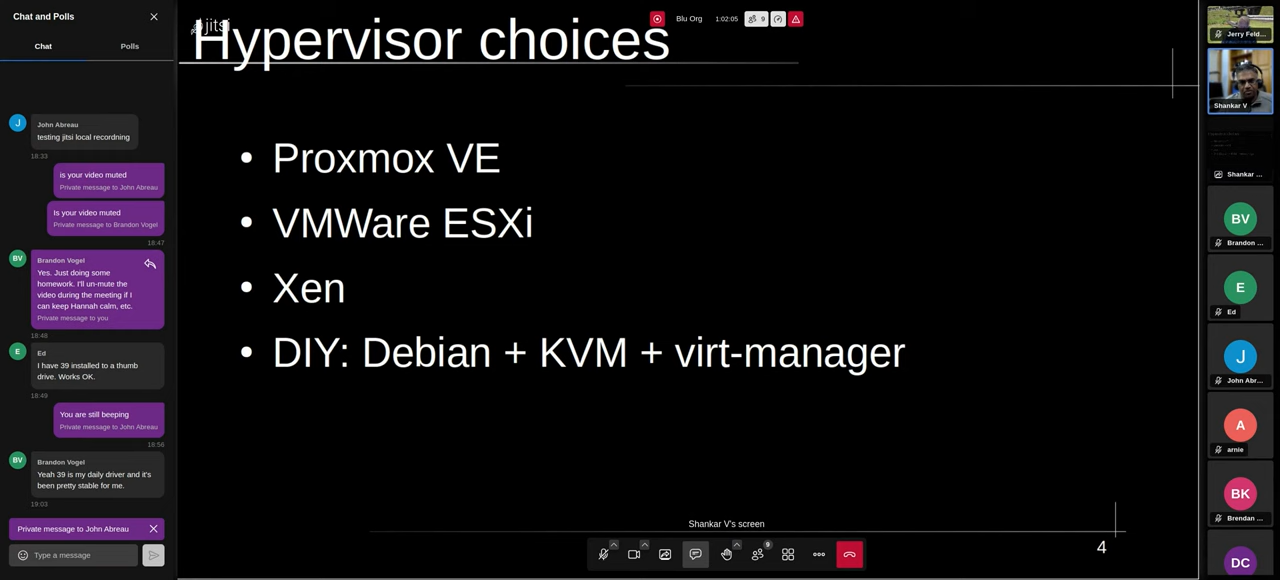 Chat and Polls
Chat
Polls
John Abreau
testing jitsi local recordning
18:33
is your video muted
Private message to John Abreau
Is your video muted
Private message to Brandon Vogel
18:47
Brandon Vogel
Yes. Just doing some
homework. I'll un-mute the
video during the meeting if I
can keep Hannah calm, etc.
Private message to you
18:48
Ed
I have 39 installed to a thumb
drive. Works OK.
18:49
You are still beeping
Private message to John Abreau
18:56
Brandon Vogel
Yeah 39 is my daily driver and it's
been pretty stable for me.
19:03
Private message to John Abreau
Type a message
J
BV
E
BV
jitsi
Blu Org
1:02:05
9
Hypervisor choices
• Proxmox VE
• VMWare ESXi
• Xen
• DIY: Debian + KVM + virt-manager
Shankar V's screen
4
9
Jerry Feld...
Shankar V
Shankar ...
BV
Brandon ...
E
Ed
J
John Abr...
A
arnie
BK
Brendan ...
DC